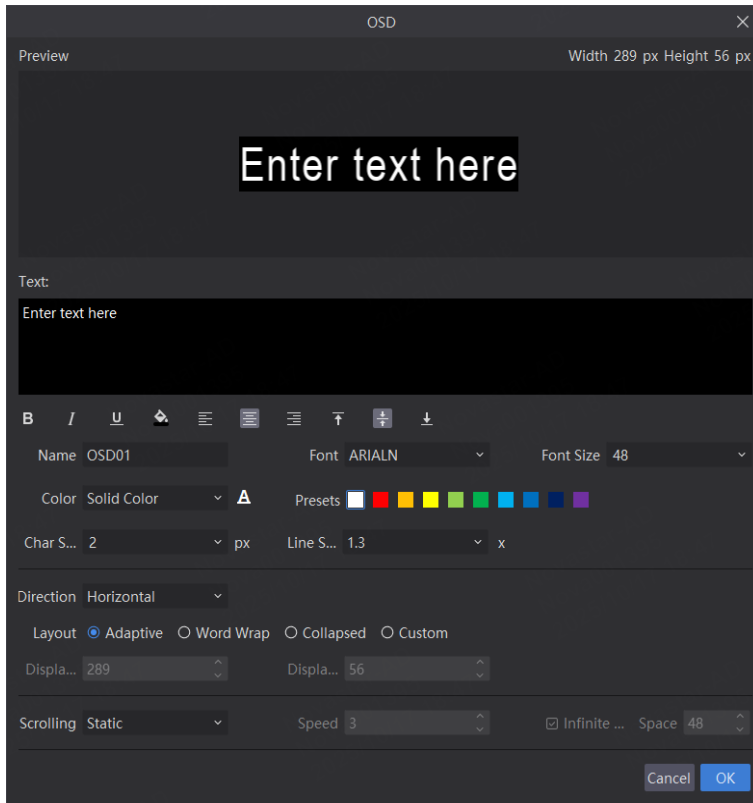 OSD
Preview Width 289 px Height 56 px
Enter text here
Text:
Enter text here
B I U
Name OSD01 Font ARIALN Font Size 48
Color Solid Color A Presets
Char S... 2 px Line S... 1.3 x
Direction Horizontal
Layout Adaptive Word Wrap Collapsed Custom
Displa... 289 Displa... 56
Scrolling Static Speed 3 Infinite ... Space 48
Cancel OK